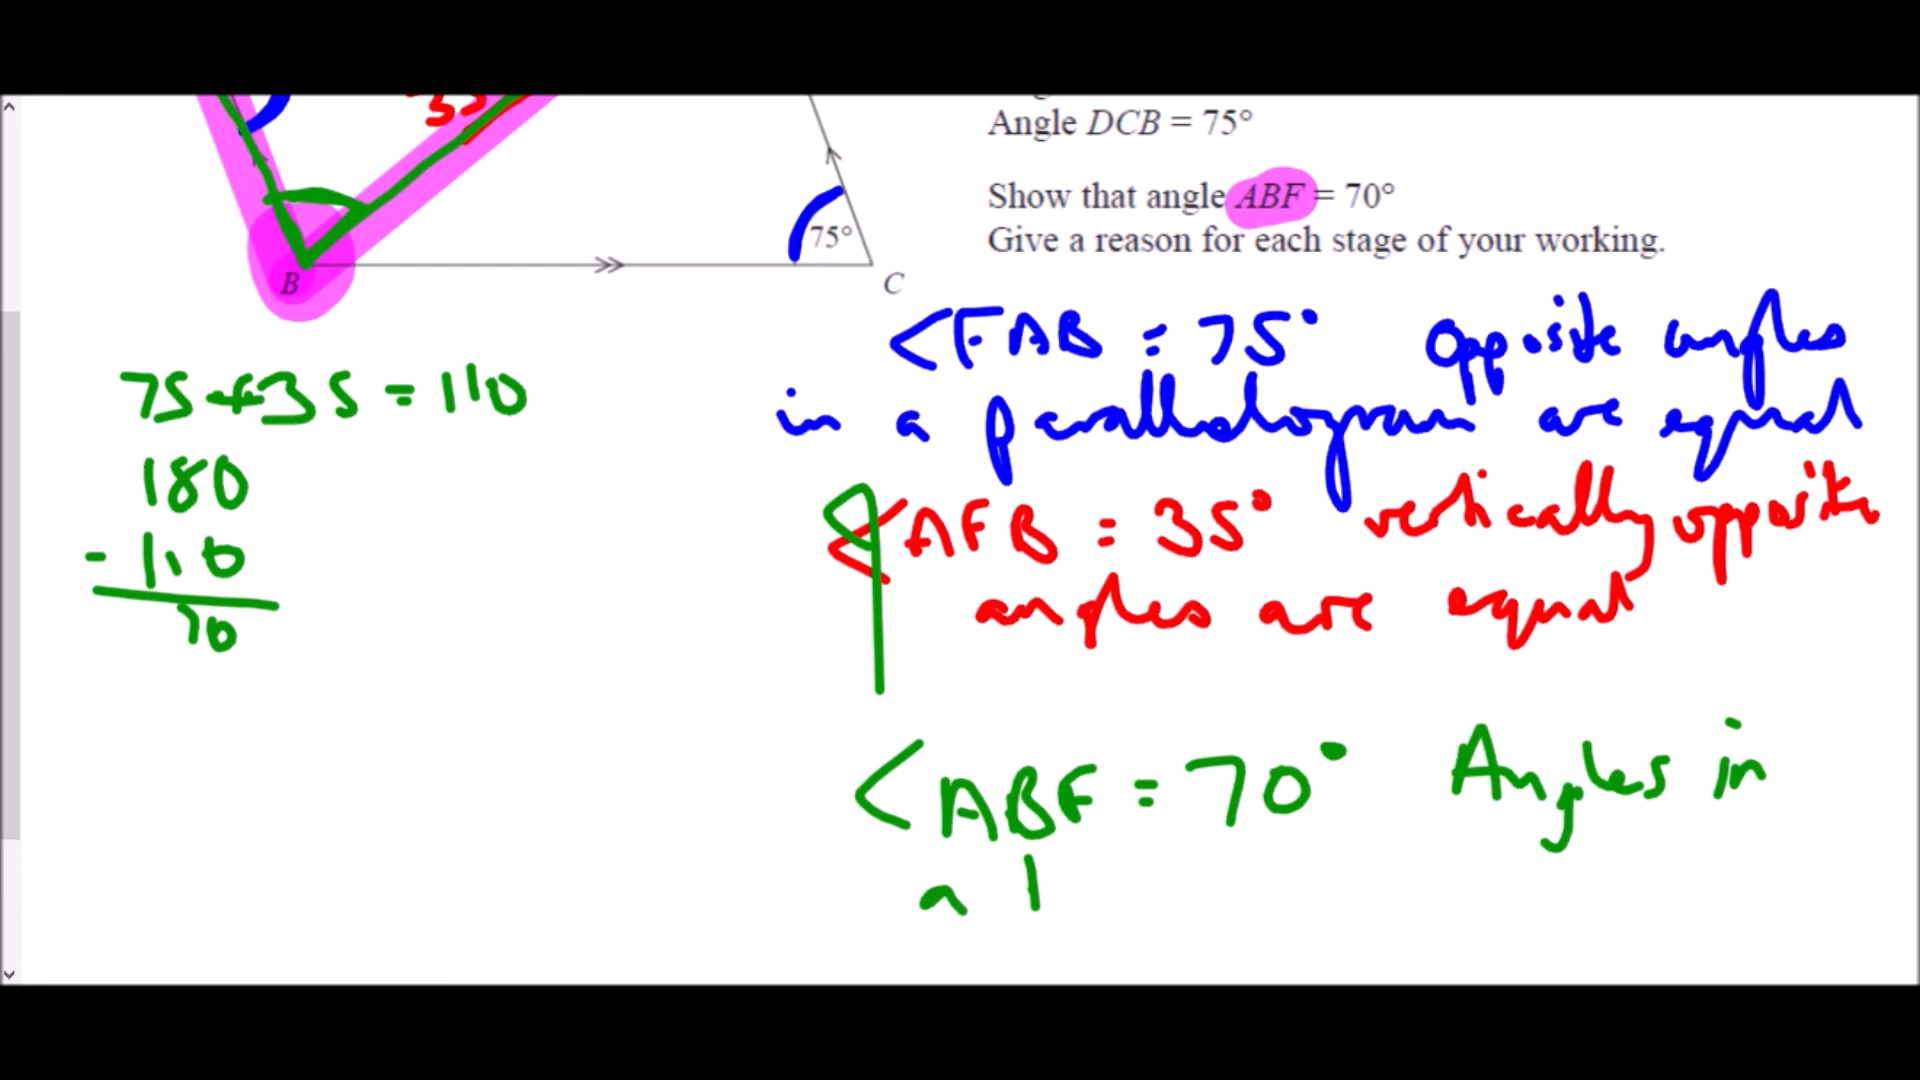 35
Angle DCB = 75°
Show that angle ABF = 70°
Give a reason for each stage of your working.
75°
B
C
<FAB = 75° opposite angles
in a parallelogram are equal
75+35=110
180
- 110
70
<AFB = 35° vertically opposite
angles are equal
<ABF = 70° Angles in
a